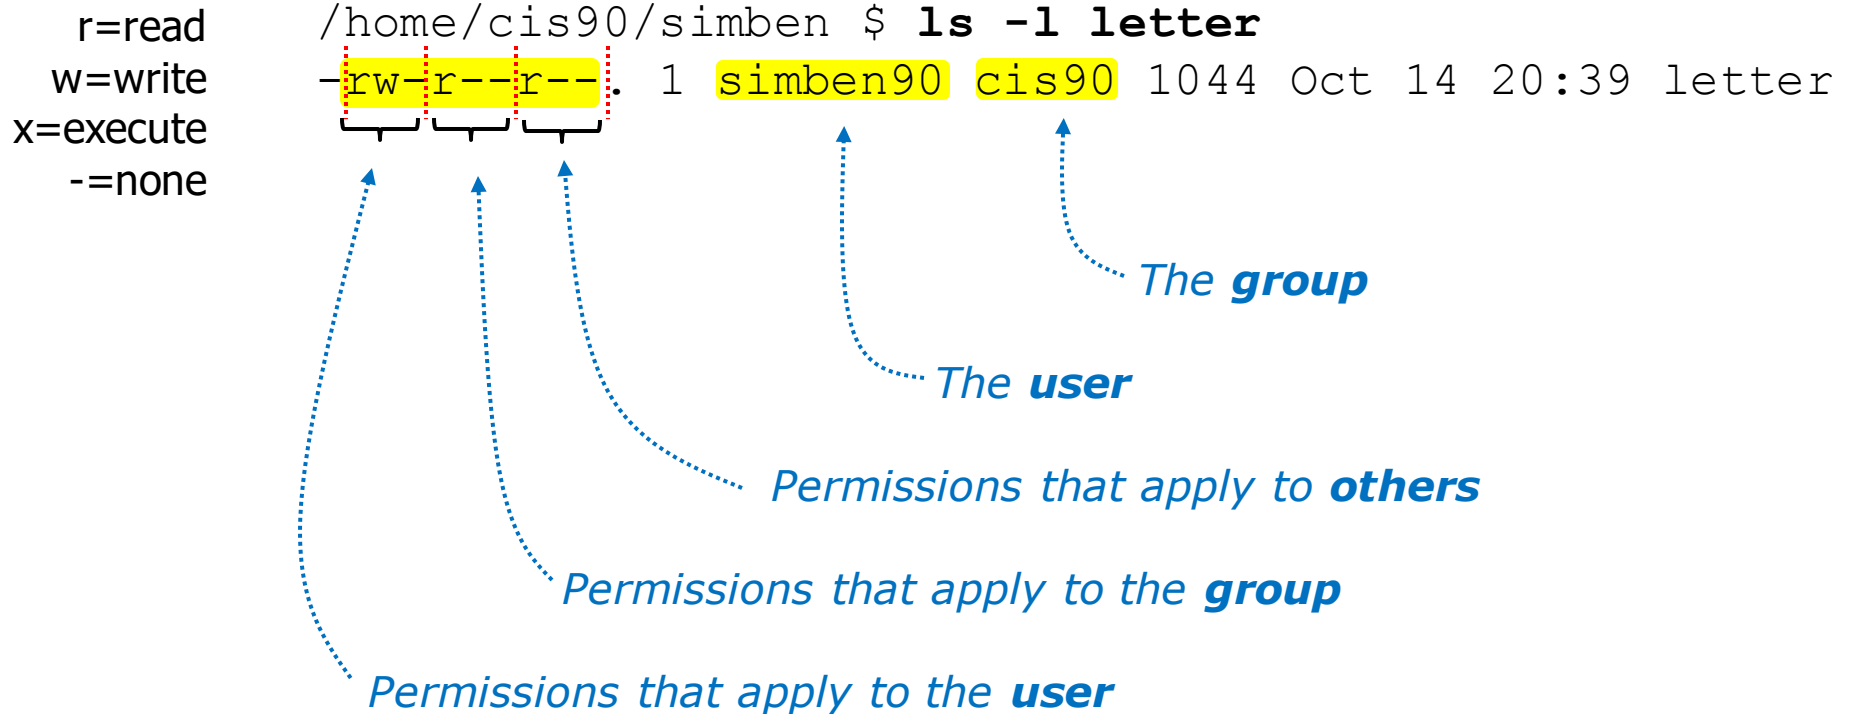 r=read
w=write
x=execute
-=none
/home/cis90/simben $ ls -l letter
-rw-r--r--. 1 simben90 cis90 1044 Oct 14 20:39 letter
The group
The user
Permissions that apply to others
Permissions that apply to the group
Permissions that apply to the user